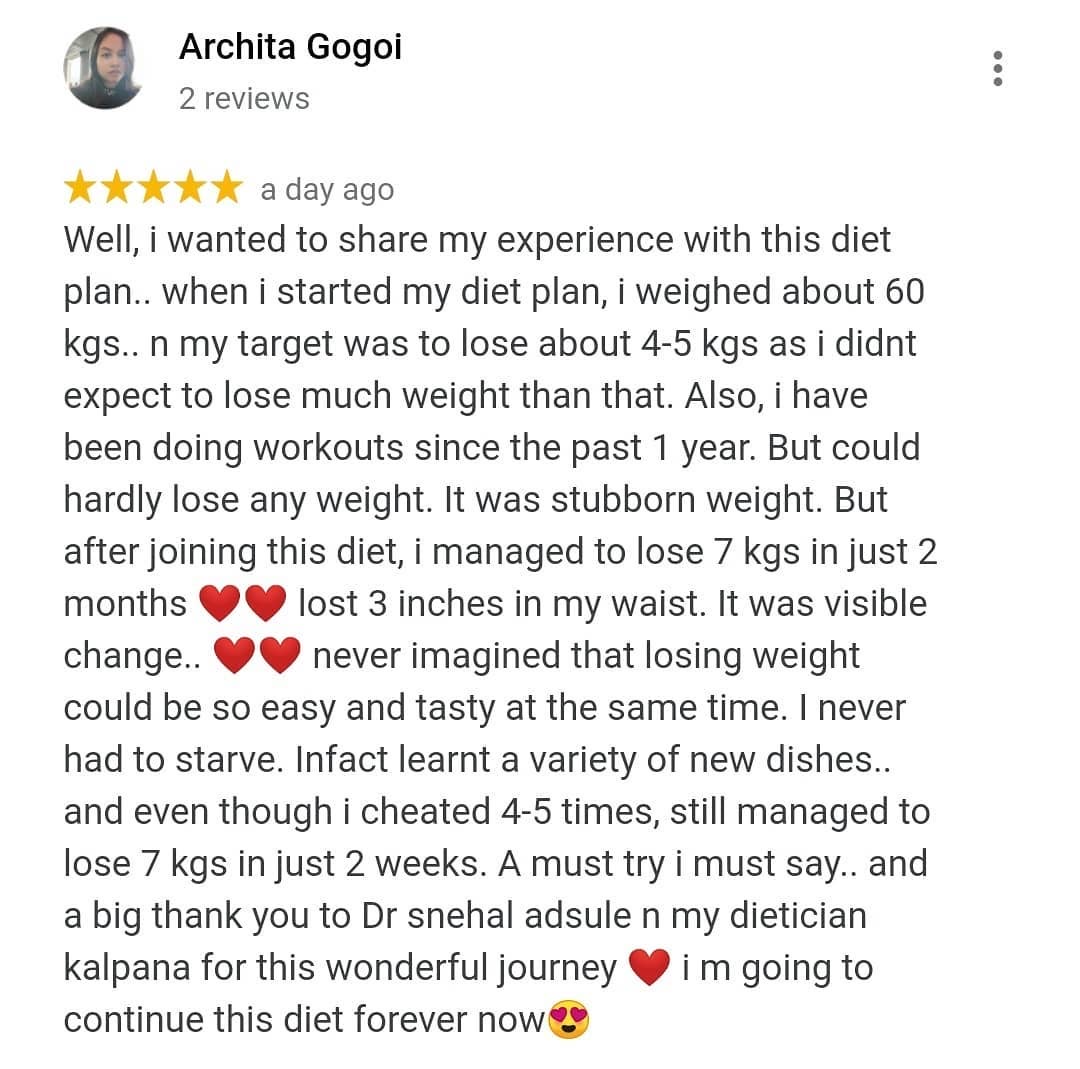 Archita Gogoi
2 reviews
★★★★★ a day ago
Well, i wanted to share my experience with this diet
plan.. when i started my diet plan, i weighed about 60
kgs.. n my target was to lose about 4-5 kgs as i didnt
expect to lose much weight than that. Also, i have
been doing workouts since the past 1 year. But could
hardly lose any weight. It was stubborn weight. But
after joining this diet, i managed to lose 7 kgs in just 2
months ❤️❤️ lost 3 inches in my waist. It was visible
change.. ❤️❤️ never imagined that losing weight
could be so easy and tasty at the same time. I never
had to starve. Infact learnt a variety of new dishes..
and even though i cheated 4-5 times, still managed to
lose 7 kgs in just 2 weeks. A must try i must say.. and
a big thank you to Dr snehal adsule n my dietician
kalpana for this wonderful journey ❤️ i m going to
continue this diet forever now😍